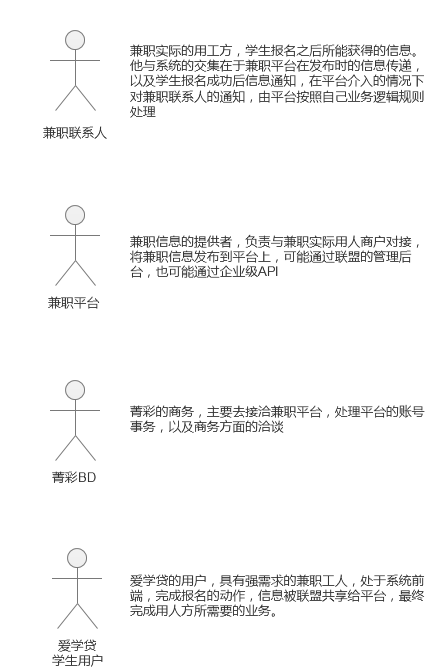 兼职实际的用工方，学生报名之后所能获得的信息。
他与系统的交集在于兼职平台在发布时的信息传递，
以及学生报名成功后信息通知，在平台介入的情况下
对兼职联系人的通知，由平台按照自己业务逻辑规则
处理
兼职联系人
兼职信息的提供者，负责与兼职实际用人商户对接，
将兼职信息发布到平台上，可能通过联盟的管理后
台，也可能通过企业级API
兼职平台
菁彩的商务，主要去接洽兼职平台，处理平台的账号
事务，以及商务方面的洽谈
菁彩BD
爱学贷的用户，具有强需求的兼职工人，处于系统前
端，完成报名的动作，信息被联盟共享给平台，最终
完成用人方所需要的业务。
爱学贷
学生用户